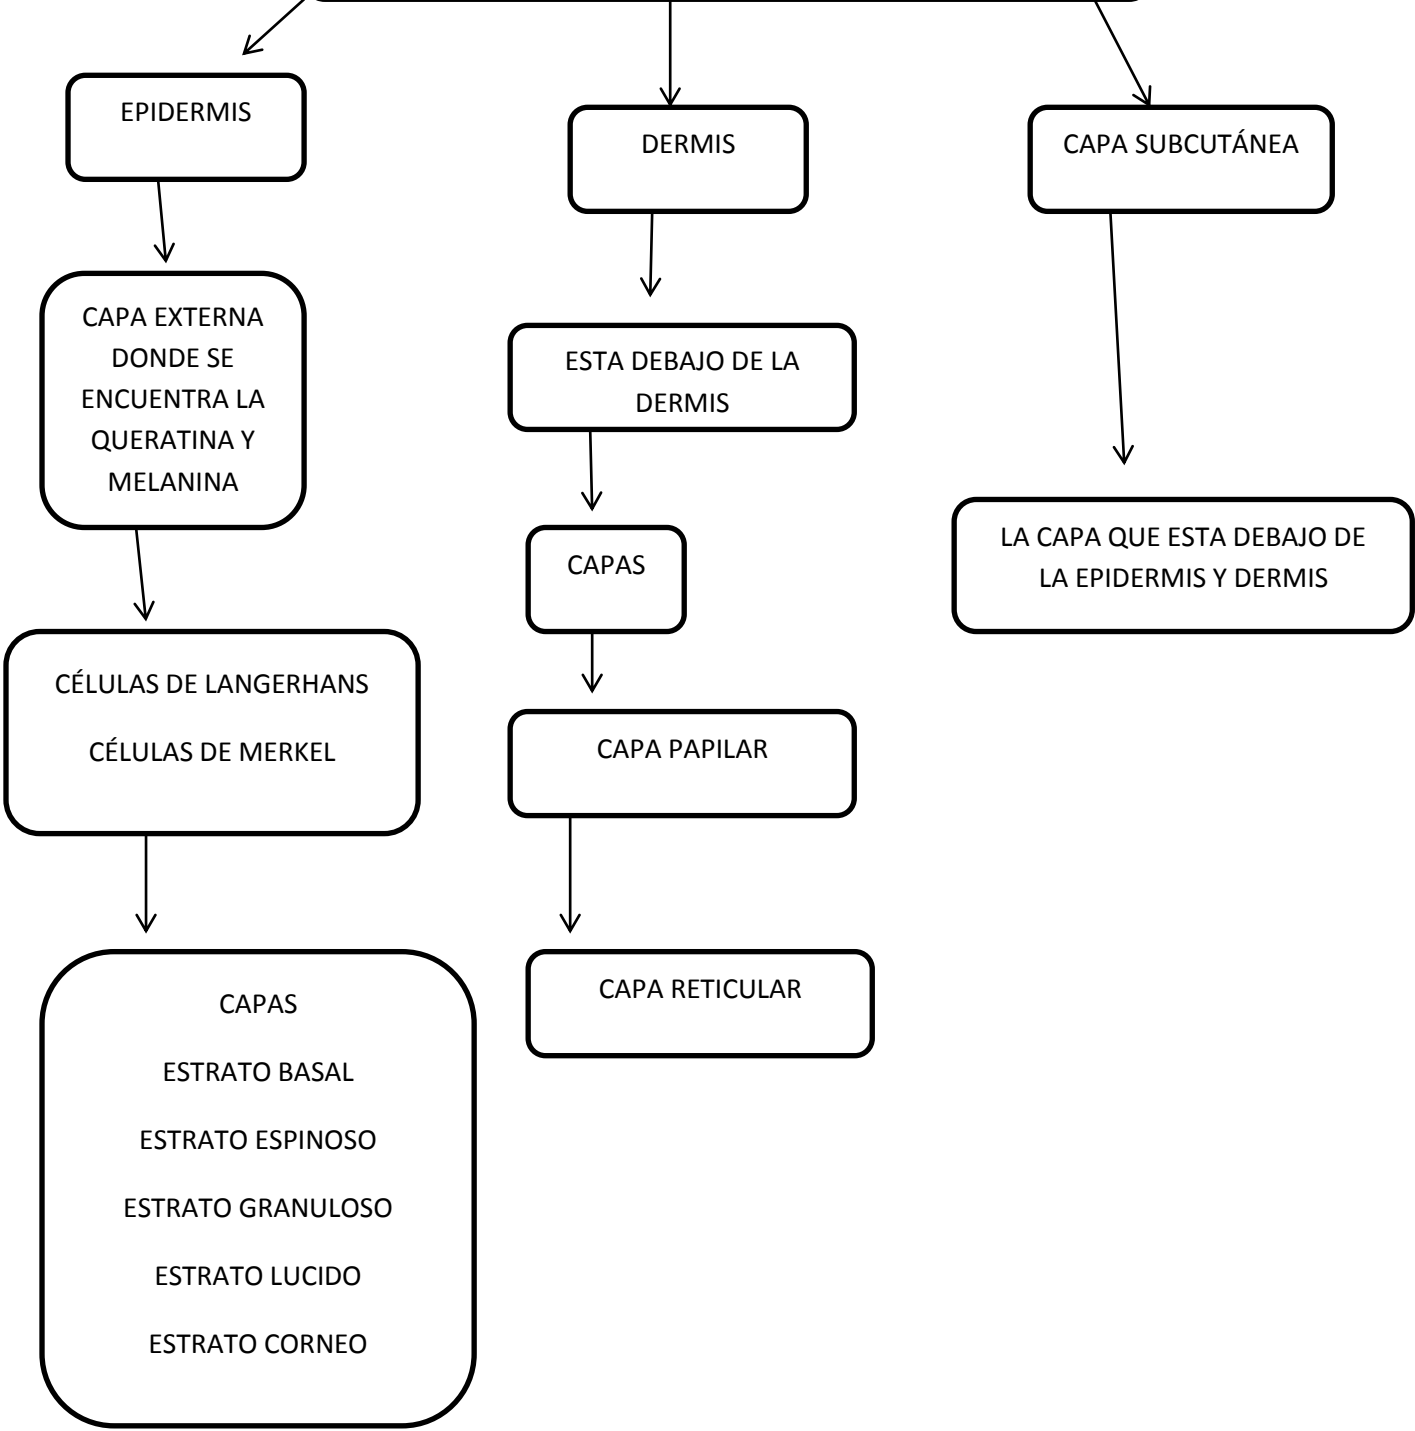 EPIDERMIS
CAPA EXTERNA
DONDE SE
ENCUENTRA LA
QUERATINA Y
MELANINA
CÉLULAS DE LANGERHANS
CÉLULAS DE MERKEL
CAPAS
ESTRATO BASAL
ESTRATO ESPINOSO
ESTRATO GRANULOSO
ESTRATO LUCIDO
ESTRATO CORNEO
DERMIS
ESTA DEBAJO DE LA
DERMIS
CAPAS
CAPA PAPILAR
CAPA RETICULAR
CAPA SUBCUTÁNEA
LA CAPA QUE ESTA DEBAJO DE
LA EPIDERMIS Y DERMIS